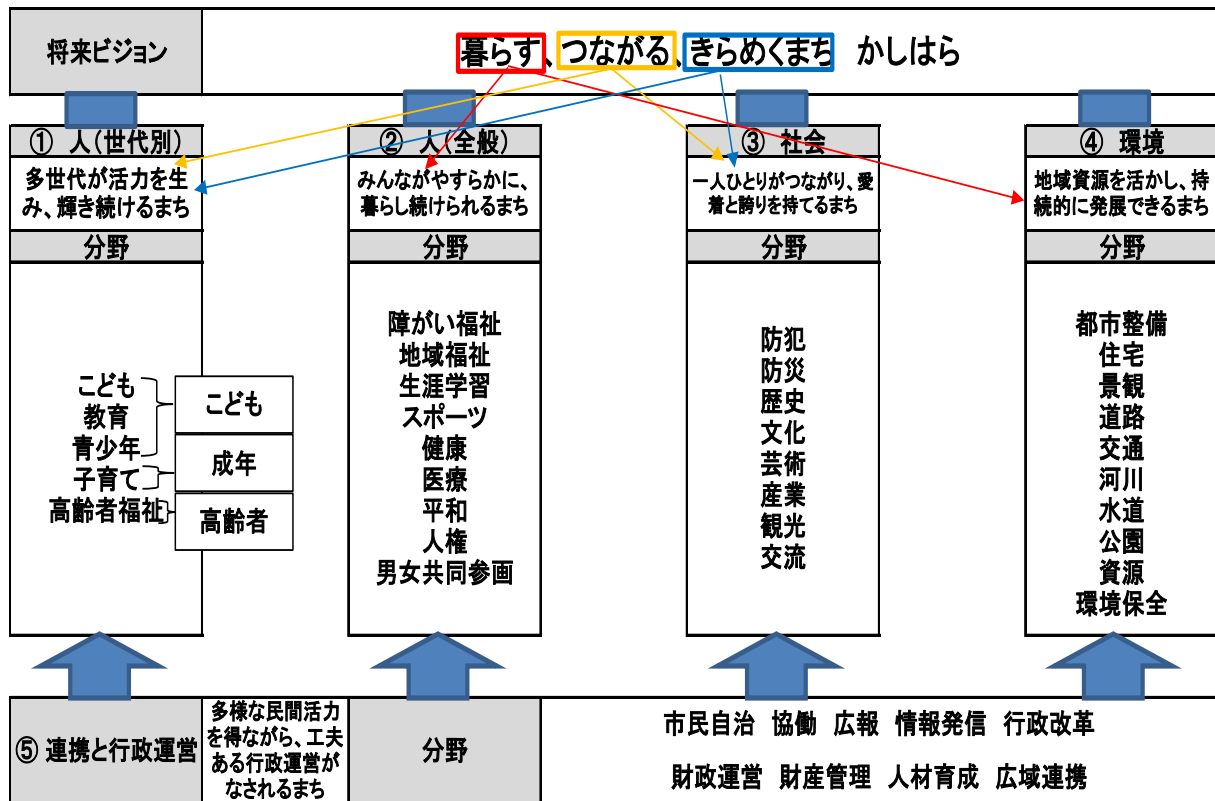 将来ビジョン
暮らす、つながる、きらめくまち かしはら
① 人(世代別)
多世代が活力を生
み、輝き続けるまち
分野
こども
教育
青少年
子育て
高齢者福祉
こども
成年
高齢者
② 人(全般)
みんながやすらかに、
暮らし続けられるまち
分野
障がい福祉
地域福祉
生涯学習
スポーツ
健康
医療
平和
人権
男女共同参画
③ 社会
一人ひとりがつながり、愛
着と誇りを持てるまち
分野
防犯
防災
歴史
文化
芸術
産業
観光
交流
④ 環境
地域資源を活かし、持
続的に発展できるまち
分野
都市整備
住宅
景観
道路
交通
河川
水道
公園
資源
環境保全
⑤ 連携と行政運営
多様な民間活力
を得ながら、工夫
ある行政運営が
なされるまち
分野
市民自治 協働 広報 情報発信 行政改革
財政運営 財産管理 人材育成 広域連携